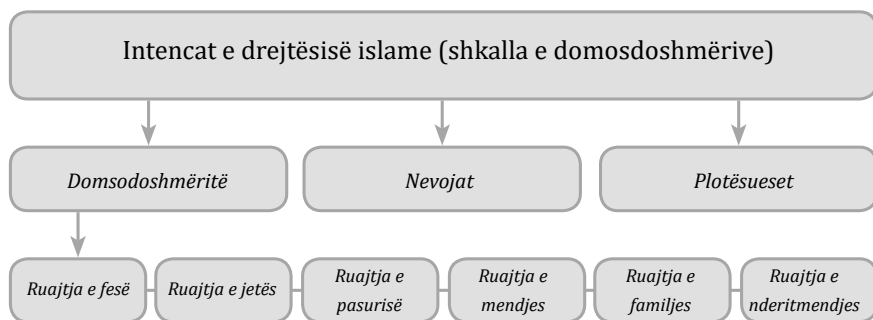 Intencat e drejtësisë islame (shkalla e domosdoshmërive)
Domsodoshmëritë
Nevojat
Plotësueset
Ruajtja e fesë
Ruajtja e jetës
Ruajtja e
pasurisë
Ruajtja e
mendjes
Ruajtja e
familjes
Ruajtja e
nderitmendjes